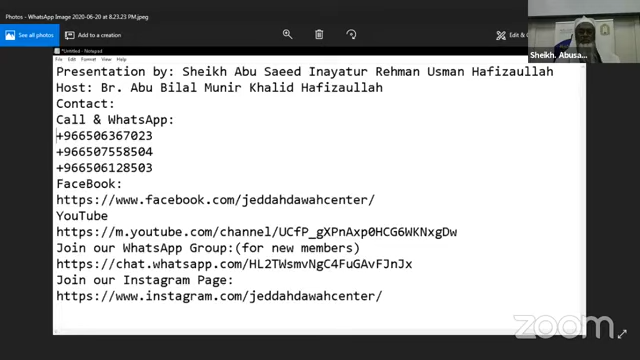 Photos - WhatsApp Image 2020-06-20 at 8.23.23 PM.jpeg
See all photos
Add to a creation
Edit & C
Sheikh. Abusa...
*Untitled - Notepad
File Edit Format View Help
Presentation by: Sheikh Abu Saeed Inayatur Rehman Usman Hafizaullah
Host: Br. Abu Bilal Munir Khalid Hafizaullah
Contact:
Call & WhatsApp:
+966506367023
+966507558504
+966506128503
FaceBook:
https://www.facebook.com/jeddahdawahcenter/
YouTube
https://m.youtube.com/channel/UCfP_gXPnAxp0HCG6WKNxgDw
Join our WhatsApp Group:(for new members)
https://chat.whatsapp.com/HL2TWsmvNgC4FuGAvFJnJx
Join our Instagram Page:
https://www.instagram.com/jeddahdawahcenter/
zoom